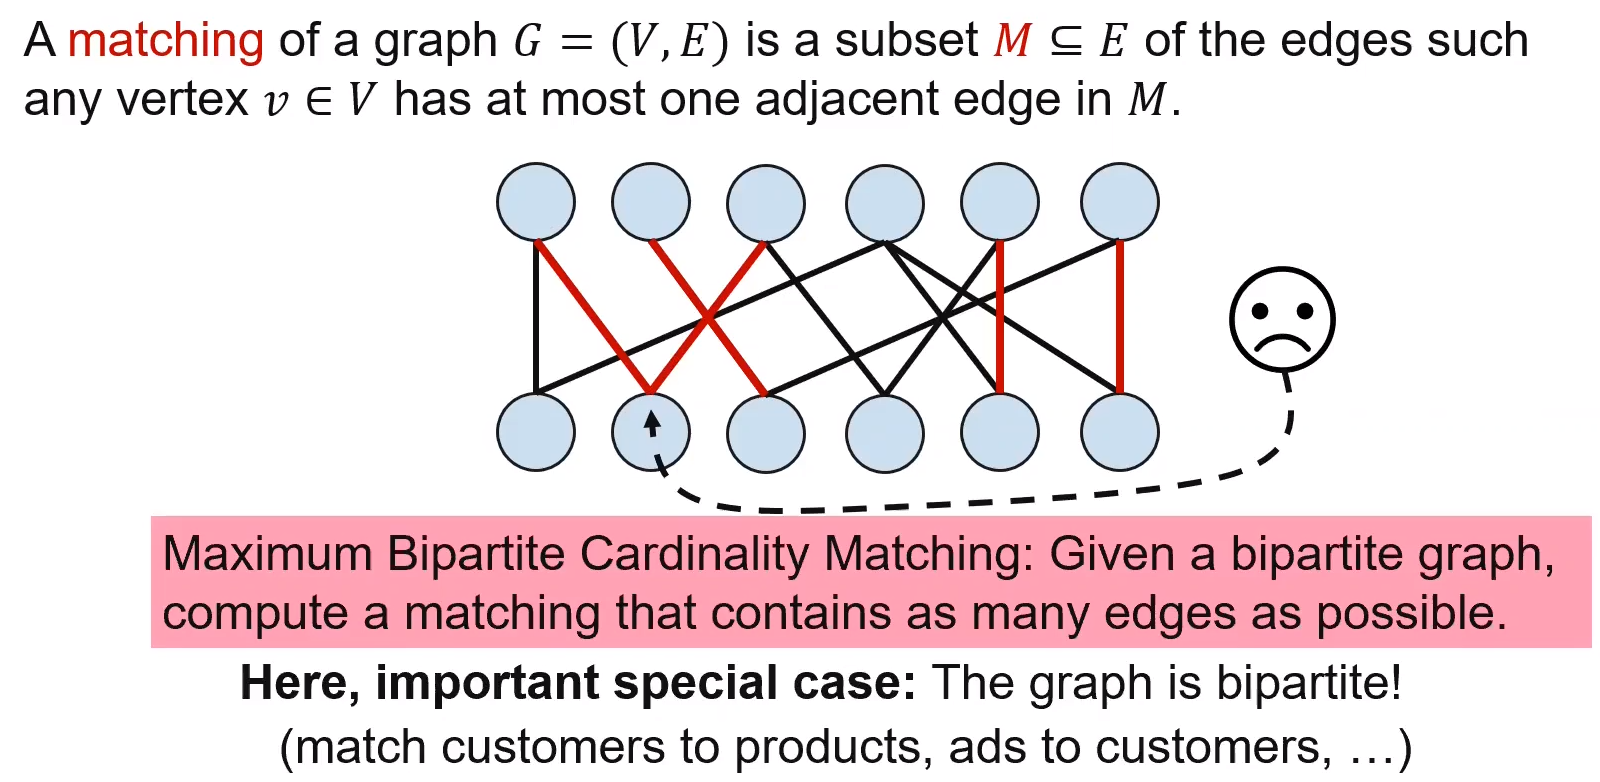 A matching of a graph G = (V, E) is a subset M ⊆ E of the edges such
any vertex v ∈ V has at most one adjacent edge in M.
Maximum Bipartite Cardinality Matching: Given a bipartite graph,
compute a matching that contains as many edges as possible.
Here, important special case: The graph is bipartite!
(match customers to products, ads to customers, …)